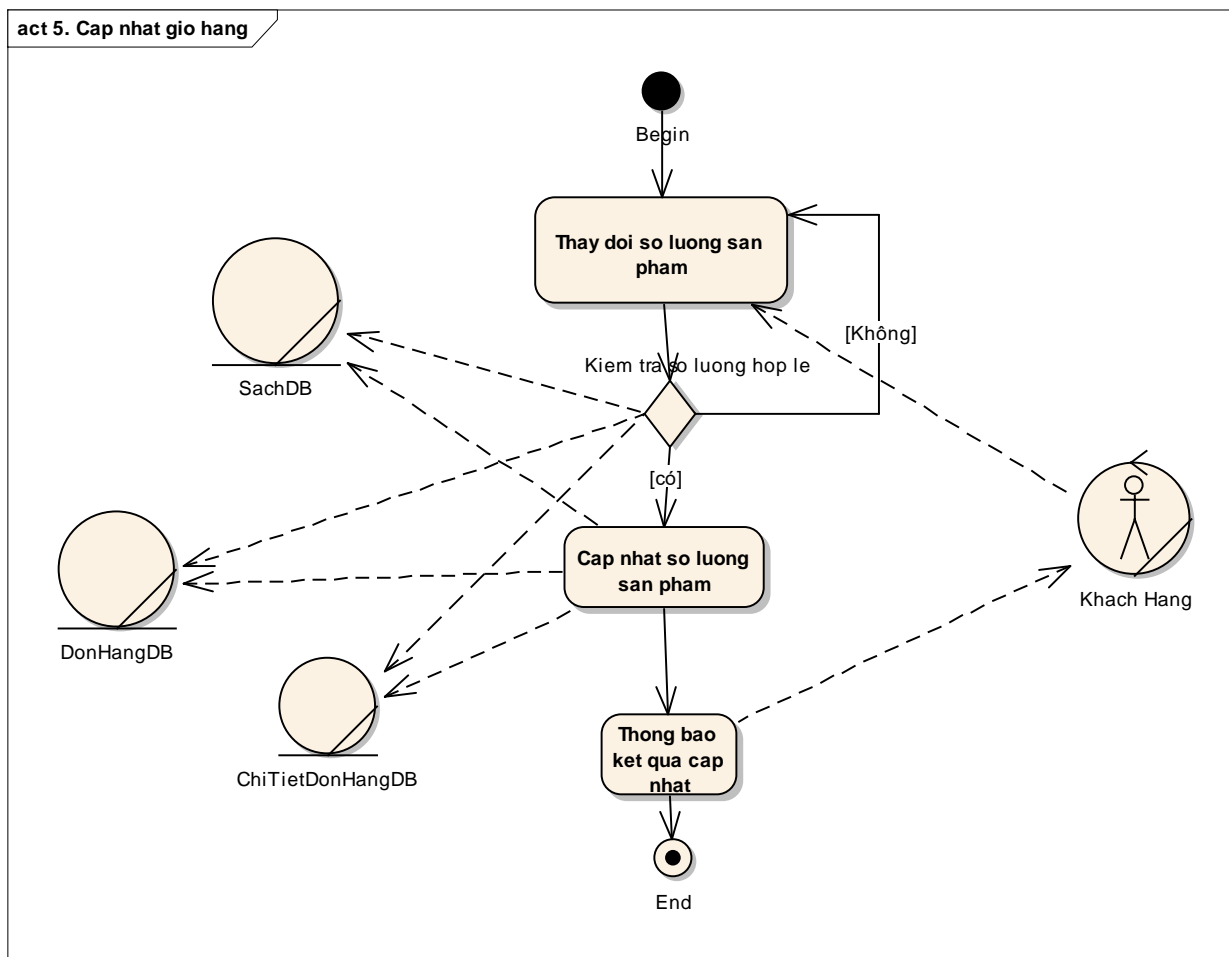 act 5. Cap nhat gio hang
Begin
Thay doi so luong san
pham
[Không]
Kiem tra so luong hop le
SachDB
[có]
Cap nhat so luong
san pham
Khach Hang
DonHangDB
Thong bao
ket qua cap
nhat
ChiTietDonHangDB
End